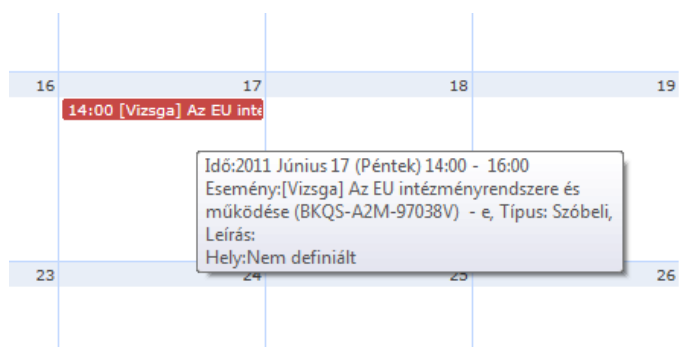 16 17 18 19
14:00 [Vizsga] Az EU inté
Idő:2011 Június 17 (Péntek) 14:00 - 16:00
Esemény:[Vizsga] Az EU intézményrendszere és
működése (BKQS-A2M-97038V) - e, Típus: Szóbeli,
Leírás:
Hely:Nem definiált
23 24 25 26